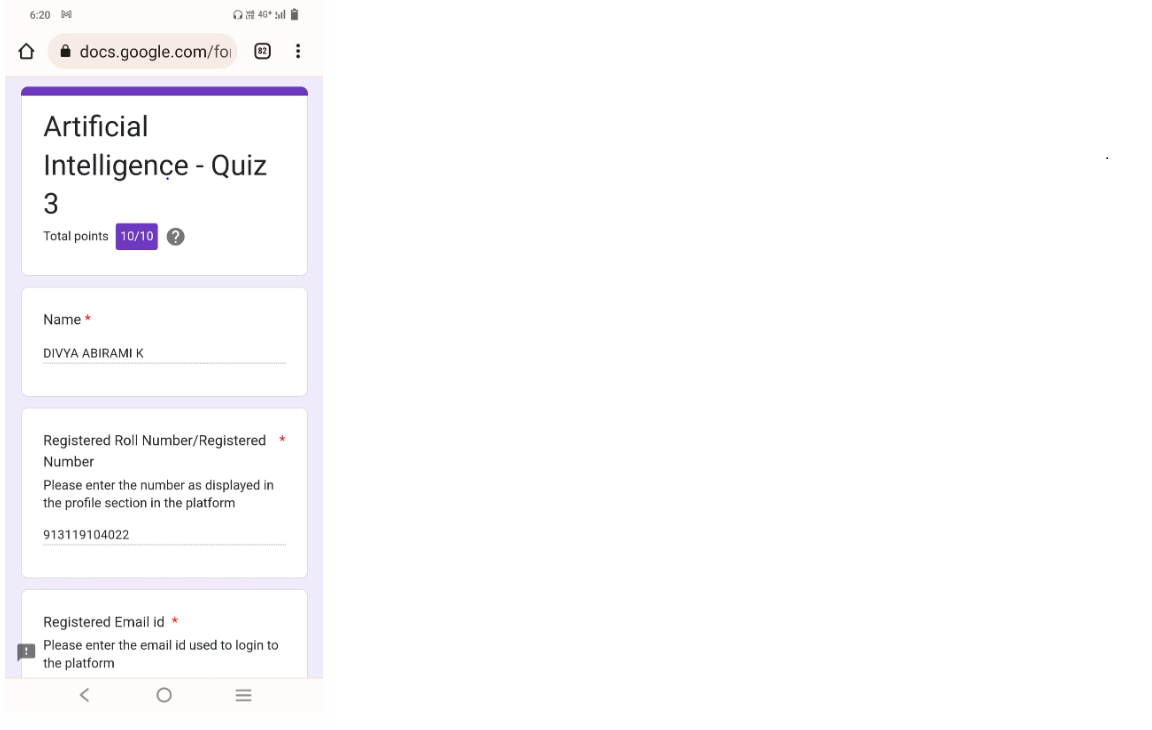 6:20 4G+
docs.google.com/for
82
Artificial
Intelligence - Quiz
3
Total points 10/10 ?
Name *
DIVYA ABIRAMI K
Registered Roll Number/Registered *
Number
Please enter the number as displayed in
the profile section in the platform
913119104022
Registered Email id *
Please enter the email id used to login to
the platform